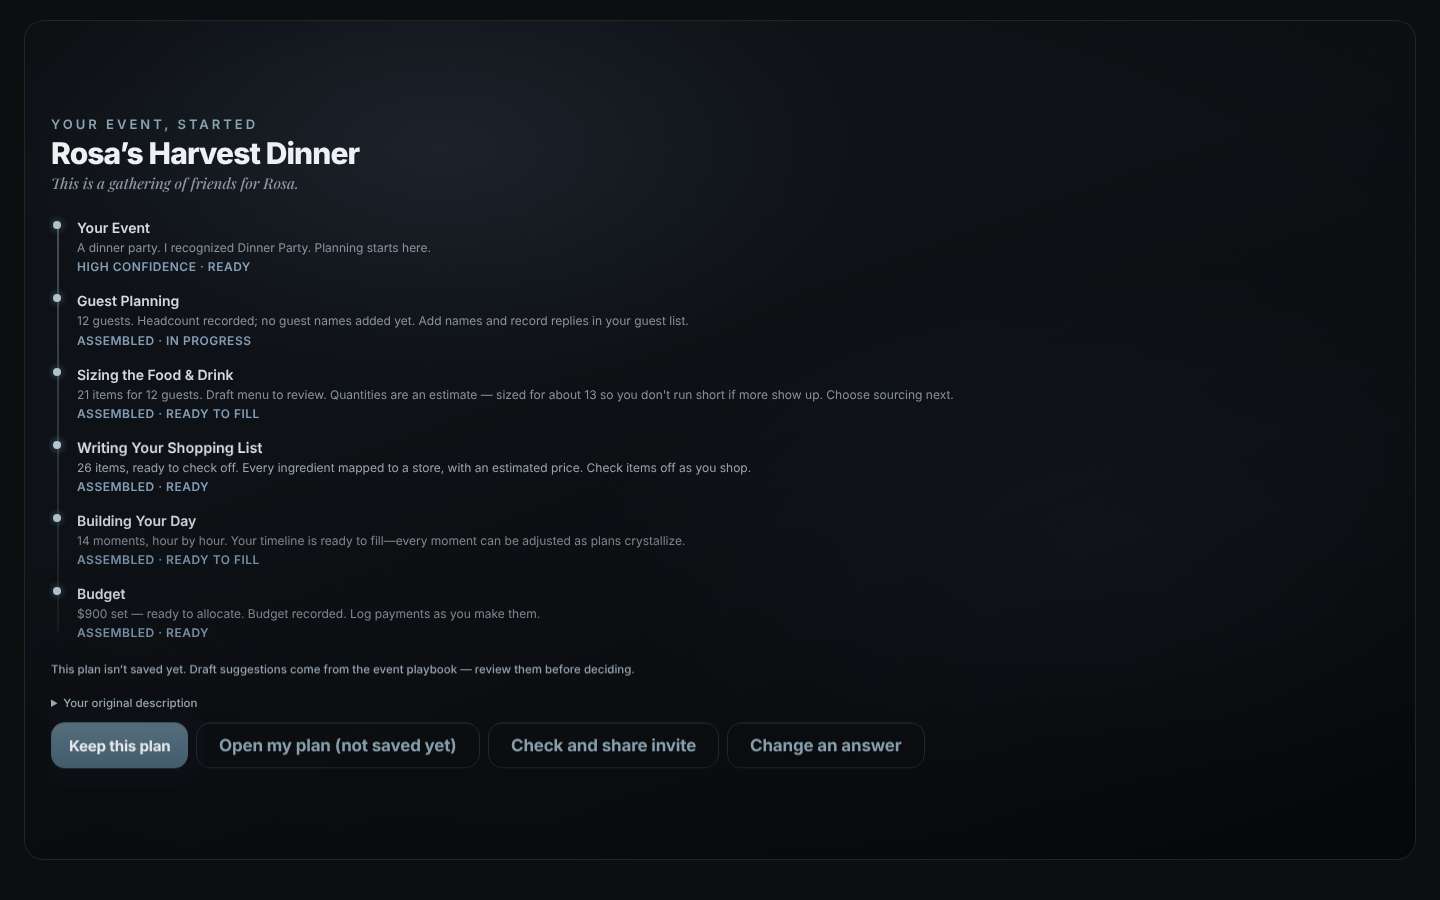 YOUR EVENT, STARTED
Rosa’s Harvest Dinner
This is a gathering of friends for Rosa.
Your Event
A dinner party. I recognized Dinner Party. Planning starts here.
HIGH CONFIDENCE · READY
Guest Planning
12 guests. Headcount recorded; no guest names added yet. Add names and record replies in your guest list.
ASSEMBLED · IN PROGRESS
Sizing the Food & Drink
21 items for 12 guests. Draft menu to review. Quantities are an estimate — sized for about 13 so you don't run short if more show up. Choose sourcing next.
ASSEMBLED · READY TO FILL
Writing Your Shopping List
26 items, ready to check off. Every ingredient mapped to a store, with an estimated price. Check items off as you shop.
ASSEMBLED · READY
Building Your Day
14 moments, hour by hour. Your timeline is ready to fill—every moment can be adjusted as plans crystallize.
ASSEMBLED · READY TO FILL
Budget
$900 set — ready to allocate. Budget recorded. Log payments as you make them.
ASSEMBLED · READY
This plan isn't saved yet. Draft suggestions come from the event playbook — review them before deciding.
Your original description
Keep this plan
Open my plan (not saved yet)
Check and share invite
Change an answer